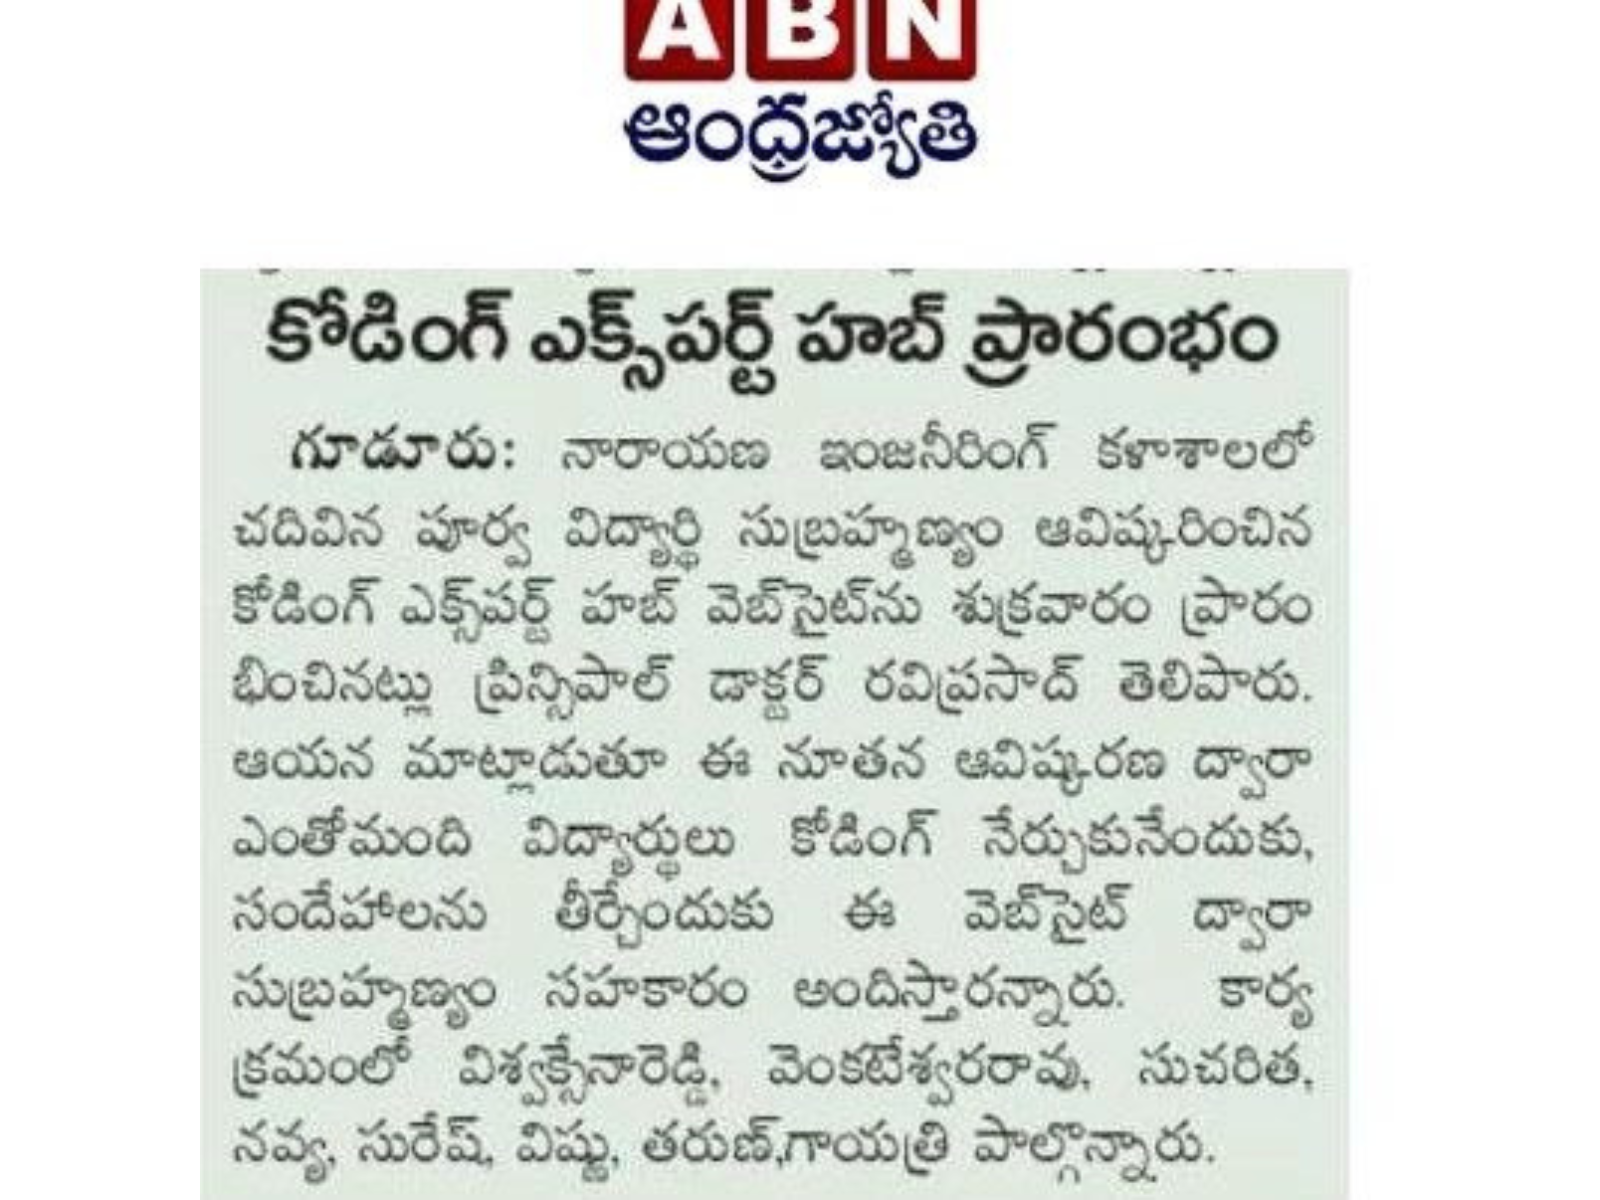 ABN
ఆంధ్రజ్యోతి
కోడింగ్ ఎక్స్‌పర్ట్ హబ్ ప్రారంభం
గూడూరు: నారాయణ ఇంజనీరింగ్ కళాశాలలో
చదివిన పూర్వ విద్యార్థి సుబ్రహ్మణ్యం ఆవిష్కరించిన
కోడింగ్ ఎక్స్‌పర్ట్ హబ్ వెబ్‌సైట్‌ను శుక్రవారం ప్రారం
భించినట్లు ప్రిన్సిపాల్ డాక్టర్ రవిప్రసాద్ తెలిపారు.
ఆయన మాట్లాడుతూ ఈ నూతన ఆవిష్కరణ ద్వారా
ఎంతోమంది విద్యార్థులు కోడింగ్ నేర్చుకునేందుకు,
సందేహాలను తీర్చేందుకు ఈ వెబ్‌సైట్ ద్వారా
సుబ్రహ్మణ్యం సహకారం అందిస్తారన్నారు. కార్య
క్రమంలో విశ్వక్సేనారెడ్డి, వెంకటేశ్వరరావు, సుచరిత,
నవ్య, సురేష్, విష్ణు, తరుణ్,గాయత్రి పాల్గొన్నారు.